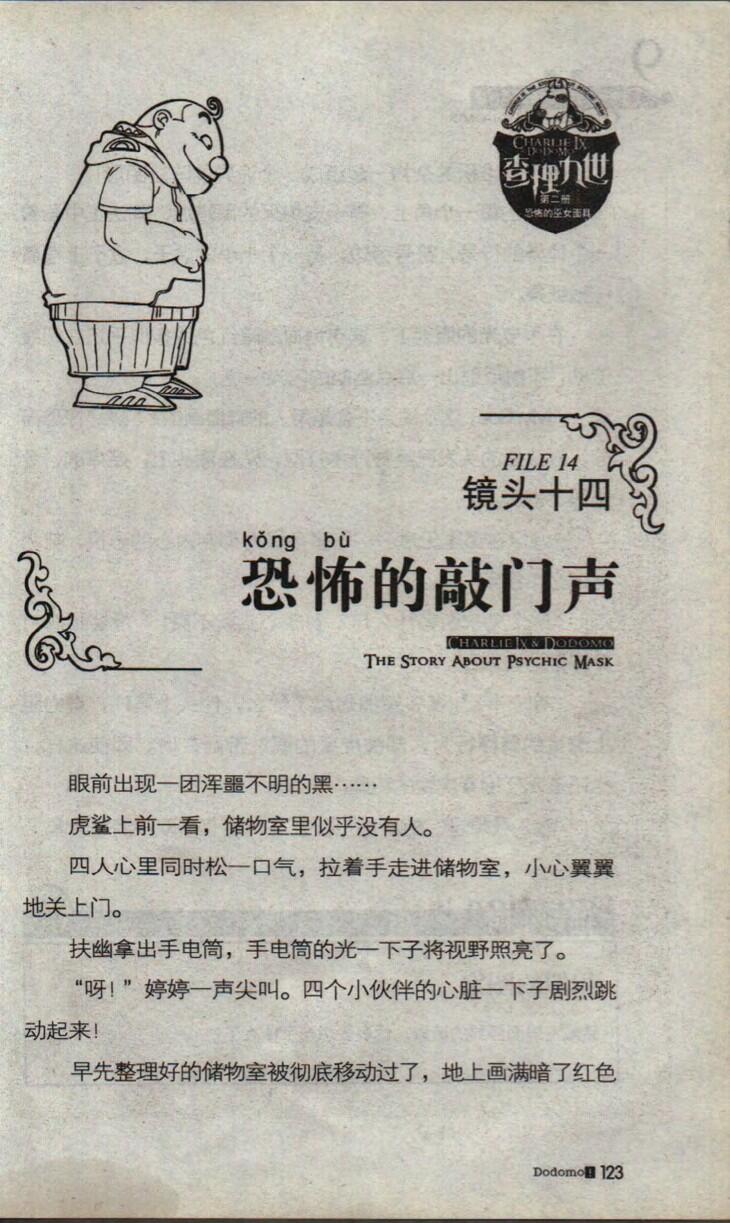 CHARLIE IX
& DODOMO
查理九世
第二册
恐怖的巫女面具
FILE 14
镜头十四
kǒng bù
恐怖的敲门声
CHARLIE IX & DODOMO
THE STORY ABOUT PSYCHIC MASK
眼前出现一团浑噩不明的黑……
虎鲨上前一看，储物室里似乎没有人。
四人心里同时松一口气，拉着手走进储物室，小心翼翼
地关上门。
扶幽拿出手电筒，手电筒的光一下子将视野照亮了。
“呀！”婷婷一声尖叫。四个小伙伴的心脏一下子剧烈跳
动起来！
早先整理好的储物室被彻底移动过了，地上画满暗了红色
Dodomo! 123